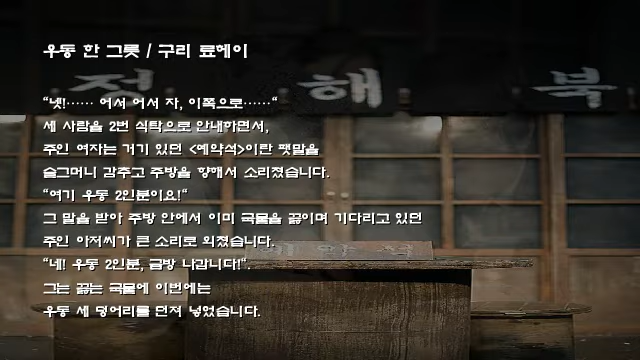 우동 한 그릇 / 구리 료헤이
정 해 북
“넷!…… 어서 어서 자, 이쪽으로……“
세 사람을 2번 식탁으로 안내하면서,
주인 여자는 거기 있던 <예약석>이란 팻말을
슬그머니 감추고 주방을 향해서 소리쳤습니다.
“여기 우동 2인분이요!“
그 말을 받아 주방 안에서 이미 국물을 끓이며 기다리고 있던
주인 아저씨가 큰 소리로 외쳤습니다.
“네! 우동 2인분, 금방 나갑니다!“.
그는 끓는 국물에 이번에는
우동 세 덩어리를 던져 넣었습니다.